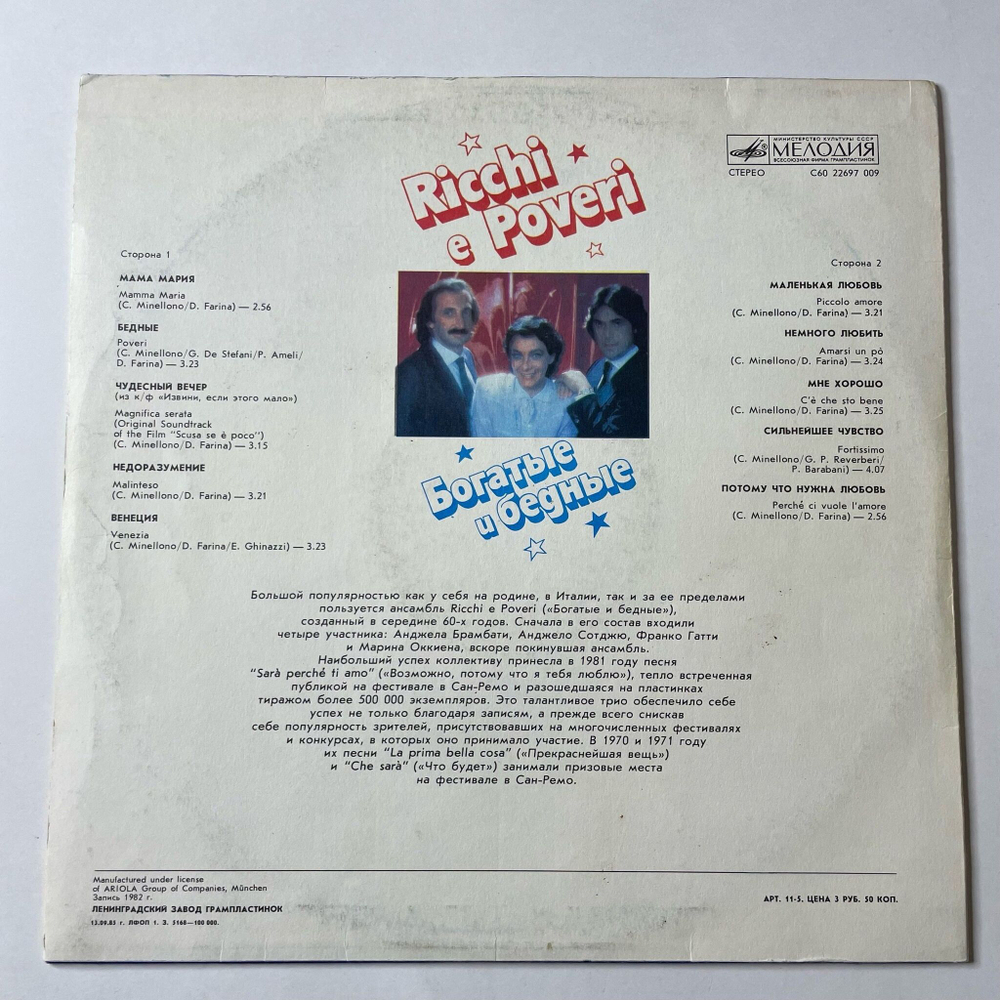 Ricchi
e Poveri
МИНИСТЕРСТВО КУЛЬТУРЫ СССР
МЕЛОДИЯ
ВСЕСОЮЗНАЯ ФИРМА ГРАМПЛАСТИНОК
СТЕРЕО С60 22697 009
Сторона 1
МАМА МАРИЯ
Mamma Maria
(C. Minellono/D. Farina) — 2.56
БЕДНЫЕ
Poveri
(C. Minellono/G. De Stefani/P. Ameli/
D. Farina) — 3.23
ЧУДЕСНЫЙ ВЕЧЕР
(из к/ф «Извини, если этого мало»)
Magnifica serata
(Original Soundtrack
of the Film "Scusa se è poco")
(C. Minellono/D. Farina) — 3.15
НЕДОРАЗУМЕНИЕ
Malinteso
(C. Minellono/D. Farina) — 3.21
ВЕНЕЦИЯ
Venezia
(C. Minellono/D. Farina/E. Ghinazzi) — 3.23
Сторона 2
МАЛЕНЬКАЯ ЛЮБОВЬ
Piccolo amore
(C. Minellono/D. Farina) — 3.21
НЕМНОГО ЛЮБИТЬ
Amarsi un pò
(C. Minellono/D. Farina) — 3.24
МНЕ ХОРОШО
C'è che sto bene
(C. Minellono/D. Farina) — 3.25
СИЛЬНЕЙШЕЕ ЧУВСТВО
Fortissimo
(C. Minellono/G. P. Reverberi/
P. Barabani) — 4.07
ПОТОМУ ЧТО НУЖНА ЛЮБОВЬ
Perché ci vuole l'amore
(C. Minellono/D. Farina) — 2.56
Богатые
и бедные
Большой популярностью как у себя на родине, в Италии, так и за ее пределами
пользуется ансамбль Ricchi e Poveri («Богатые и бедные»),
созданный в середине 60-х годов. Сначала в его состав входили
четыре участника: Анджела Брамбати, Анджело Сотджю, Франко Гатти
и Марина Оккиена, вскоре покинувшая ансамбль.
Наибольший успех коллективу принесла в 1981 году песня
"Sarà perché ti amo" («Возможно, потому что я тебя люблю»), тепло встреченная
публикой на фестивале в Сан-Ремо и разошедшаяся на пластинках
тиражом более 500 000 экземпляров. Это талантливое трио обеспечило себе
успех не только благодаря записям, а прежде всего снискав
себе популярность зрителей, присутствовавших на многочисленных фестивалях
и конкурсах, в которых оно принимало участие. В 1970 и 1971 году
их песни "La prima bella cosa" («Прекраснейшая вещь»)
и "Che sarà" («Что будет») занимали призовые места
на фестивале в Сан-Ремо.
Manufactured under license
of ARIOLA Group of Companies, München
Запись 1982 г.
ЛЕНИНГРАДСКИЙ ЗАВОД ГРАМПЛАСТИНОК
13.09.85 г. ЛФОП 1. З. 5168—100 000.
АРТ. 11-5. ЦЕНА 3 РУБ. 50 КОП.